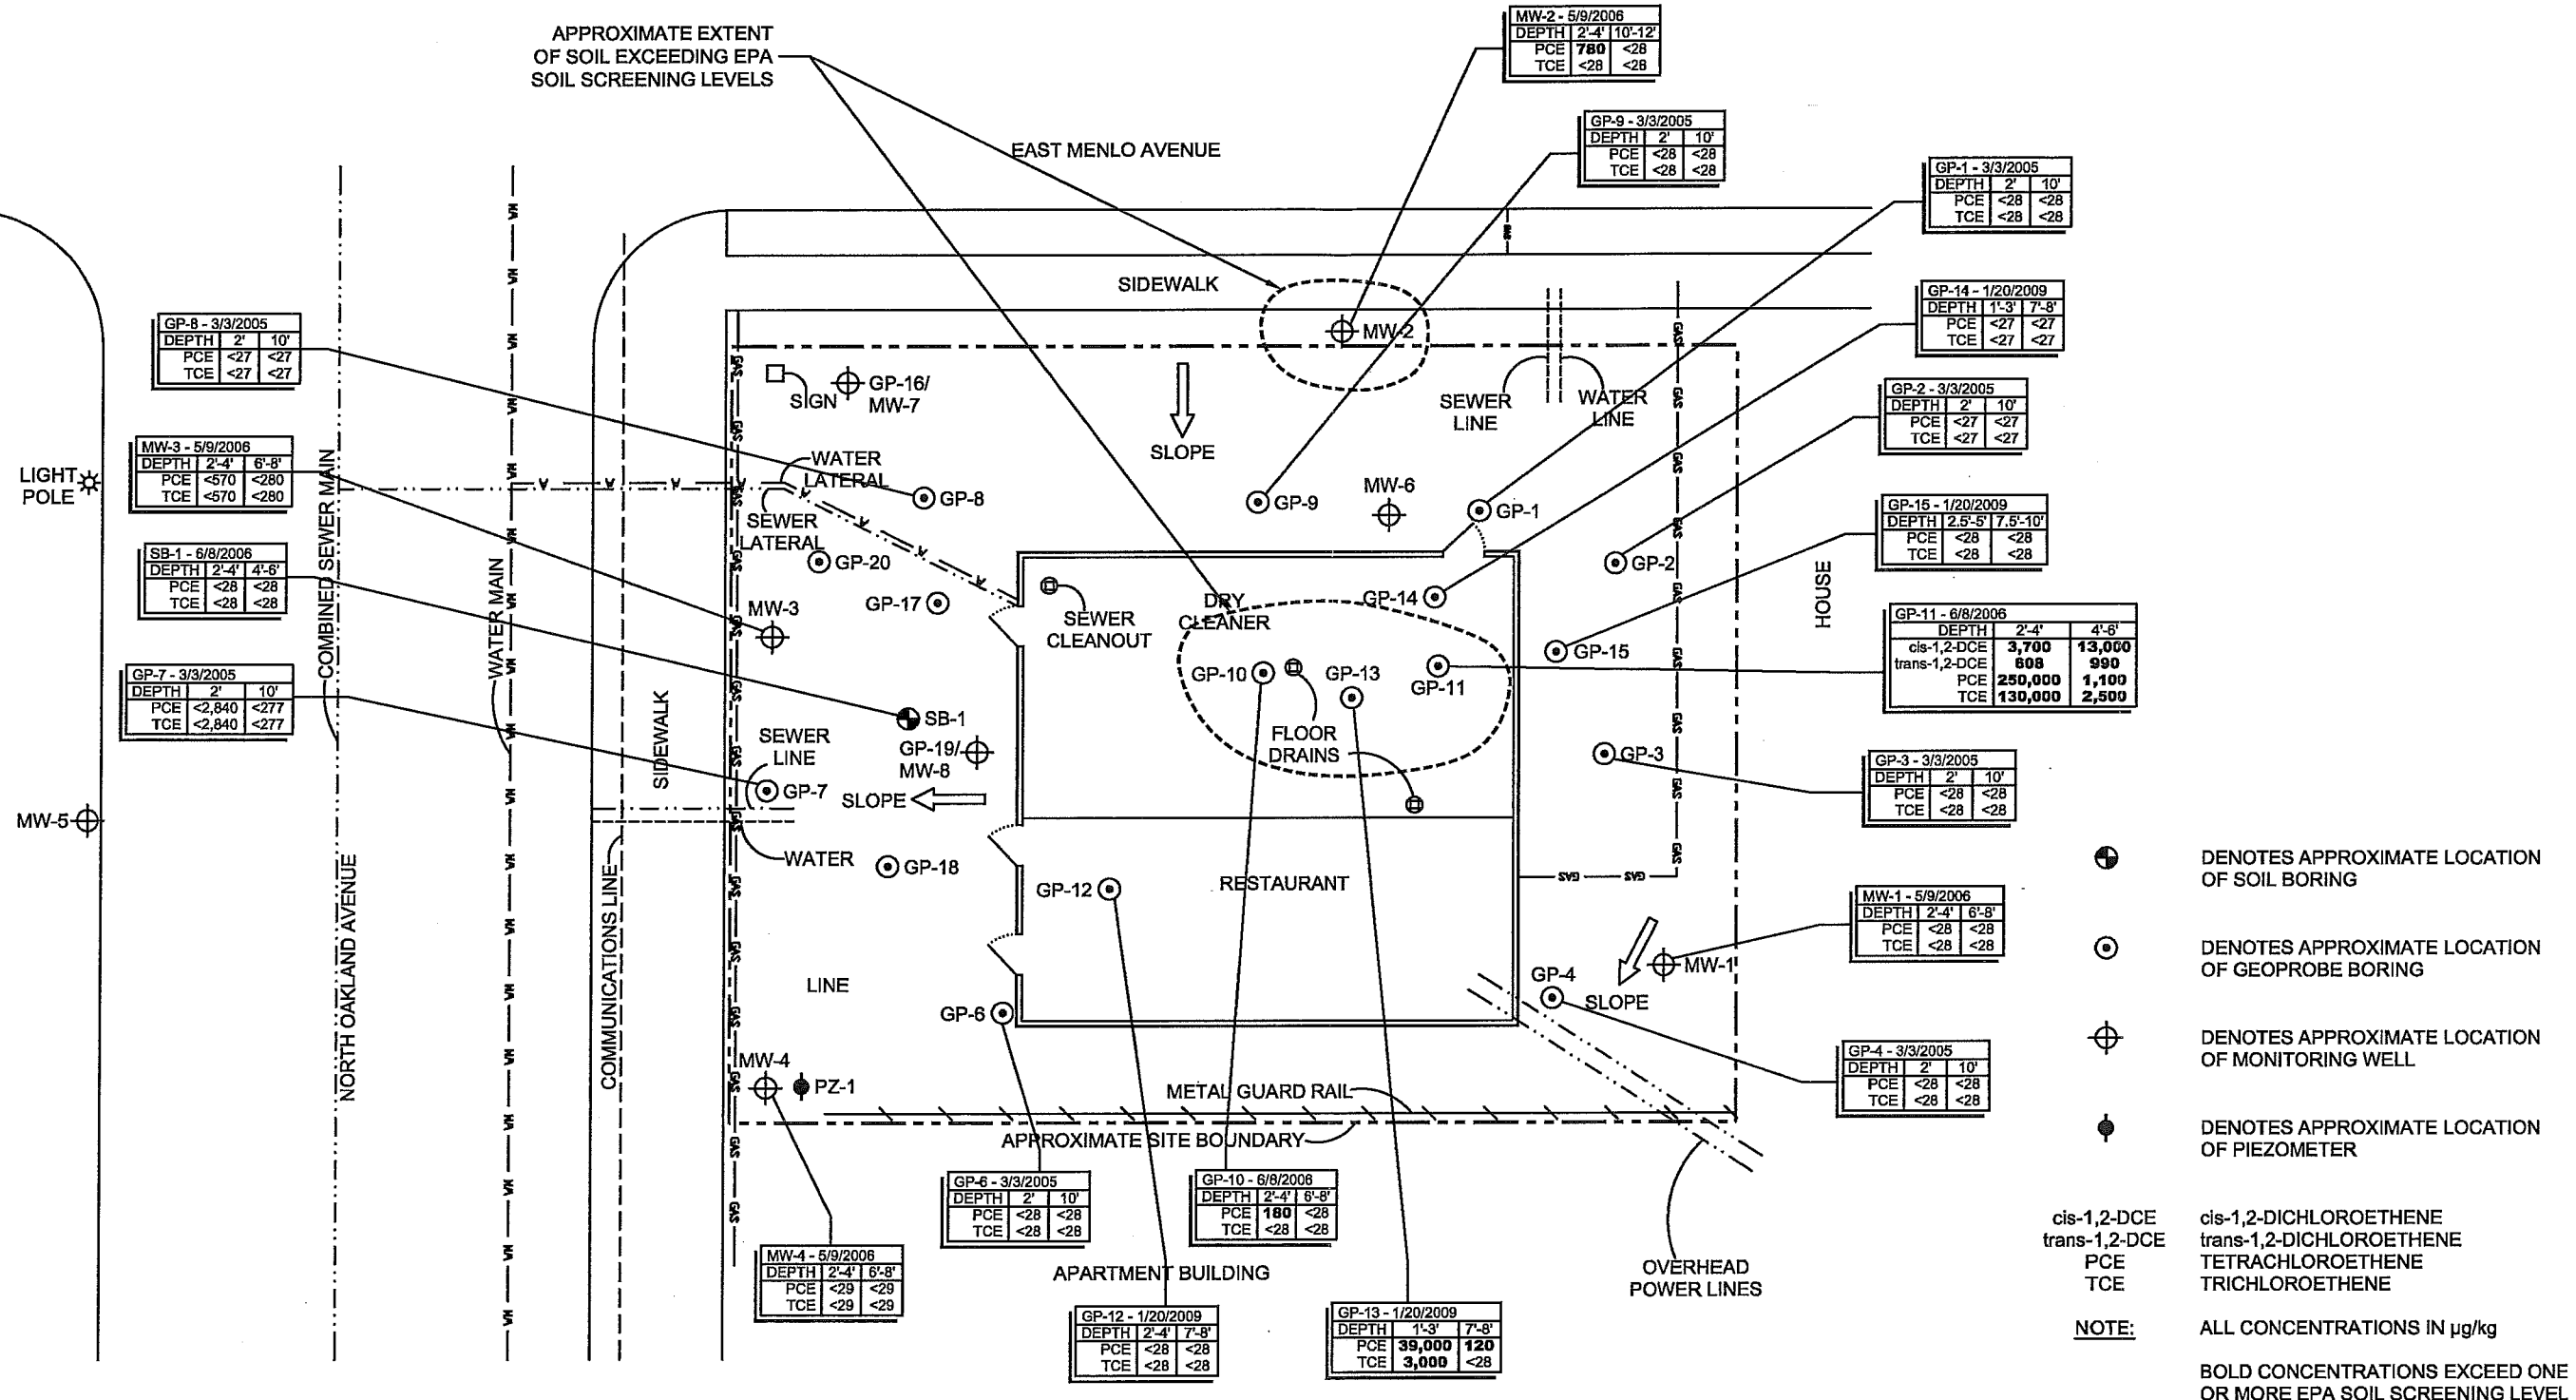 APPROXIMATE EXTENT
OF SOIL EXCEEDING EPA
SOIL SCREENING LEVELS
EAST MENLO AVENUE
MW-2 - 5/9/2006
DEPTH 2'-4' 10'-12'
PCE 780 <28
TCE <28 <28
GP-9 - 3/3/2005
DEPTH 2' 10'
PCE <28 <28
TCE <28 <28
GP-1 - 3/3/2005
DEPTH 2' 10'
PCE <28 <28
TCE <28 <28
GP-14 - 1/20/2009
DEPTH 1'-3' 7'-8'
PCE <27 <27
TCE <27 <27
GP-2 - 3/3/2005
DEPTH 2' 10'
PCE <27 <27
TCE <27 <27
GP-15 - 1/20/2009
DEPTH 2.5'-5' 7.5'-10'
PCE <28 <28
TCE <28 <28
GP-11 - 6/8/2006
DEPTH 2'-4' 4'-6'
cis-1,2-DCE 3,700 13,000
trans-1,2-DCE 608 990
PCE 250,000 1,100
TCE 130,000 2,500
GP-3 - 3/3/2005
DEPTH 2' 10'
PCE <28 <28
TCE <28 <28
MW-1 - 5/9/2006
DEPTH 2'-4' 6'-8'
PCE <28 <28
TCE <28 <28
GP-4 - 3/3/2005
DEPTH 2' 10'
PCE <28 <28
TCE <28 <28
GP-8 - 3/3/2005
DEPTH 2' 10'
PCE <27 <27
TCE <27 <27
MW-3 - 5/9/2006
DEPTH 2'-4' 6'-8'
PCE <570 <280
TCE <570 <280
SB-1 - 6/8/2006
DEPTH 2'-4' 4'-6'
PCE <28 <28
TCE <28 <28
GP-7 - 3/3/2005
DEPTH 2' 10'
PCE <2,840 <277
TCE <2,840 <277
LIGHT
POLE
MW-5
COMBINED SEWER MAIN
NORTH OAKLAND AVENUE
WATER MAIN
COMMUNICATIONS LINE
SIDEWALK
SIDEWALK
MW-2
SIGN
GP-16/
MW-7
SLOPE
SEWER
LINE
WATER
LINE
WATER
LATERAL
SEWER
LATERAL
GP-8
GP-9
MW-6
GP-1
GP-20
GP-17
GP-2
MW-3
SEWER
CLEANOUT
DRY
CLEANER
GP-14
GP-15
HOUSE
GP-10
GP-13
GP-11
SB-1
FLOOR
DRAINS
GP-19/
MW-8
GP-3
SEWER
LINE
GP-7
SLOPE
WATER
GP-18
GP-12
RESTAURANT
LINE
GP-6
GP-4
MW-1
SLOPE
MW-4
PZ-1
METAL GUARD RAIL
APPROXIMATE SITE BOUNDARY
GP-6 - 3/3/2005
DEPTH 2' 10'
PCE <28 <28
TCE <28 <28
GP-10 - 6/8/2006
DEPTH 2'-4' 6'-8'
PCE 180 <28
TCE <28 <28
MW-4 - 5/9/2006
DEPTH 2'-4' 6'-8'
PCE <29 <29
TCE <29 <29
APARTMENT BUILDING
GP-12 - 1/20/2009
DEPTH 2'-4' 7'-8'
PCE <28 <28
TCE <28 <28
GP-13 - 1/20/2009
DEPTH 1'-3' 7'-8'
PCE 39,000 120
TCE 3,000 <28
OVERHEAD
POWER LINES
DENOTES APPROXIMATE LOCATION
OF SOIL BORING
DENOTES APPROXIMATE LOCATION
OF GEOPROBE BORING
DENOTES APPROXIMATE LOCATION
OF MONITORING WELL
DENOTES APPROXIMATE LOCATION
OF PIEZOMETER
cis-1,2-DCE cis-1,2-DICHLOROETHENE
trans-1,2-DCE trans-1,2-DICHLOROETHENE
PCE TETRACHLOROETHENE
TCE TRICHLOROETHENE
NOTE: ALL CONCENTRATIONS IN µg/kg
BOLD CONCENTRATIONS EXCEED ONE
OR MORE EPA SOIL SCREENING LEVEL